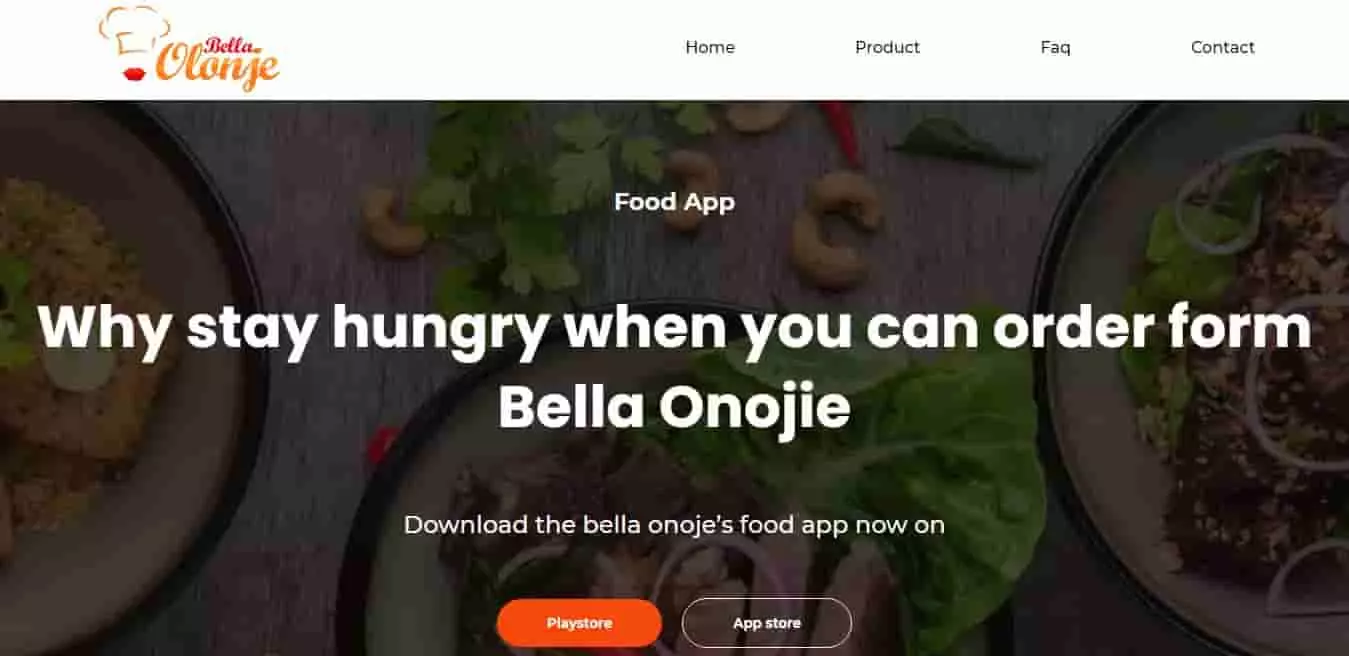 Bella
Olonje
Home Product Faq Contact
Food App
Why stay hungry when you can order form
Bella Onojie
Download the bella onoje’s food app now on
Playstore App store